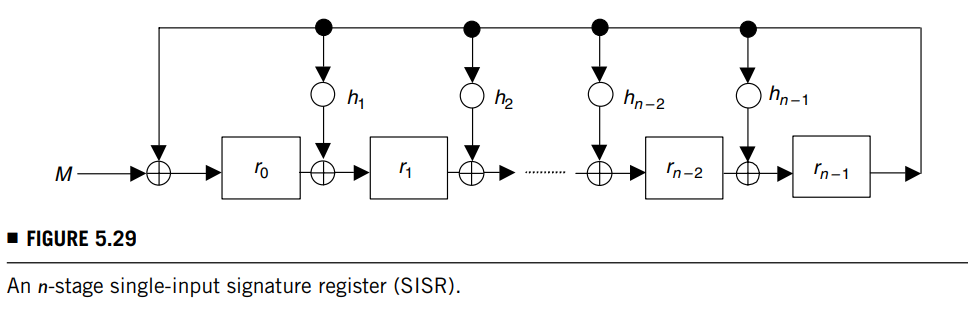 h₁
h₂
hₙ₋₂
hₙ₋₁
M
r₀
r₁
rₙ₋₂
rₙ₋₁
■ FIGURE 5.29
An n-stage single-input signature register (SISR).